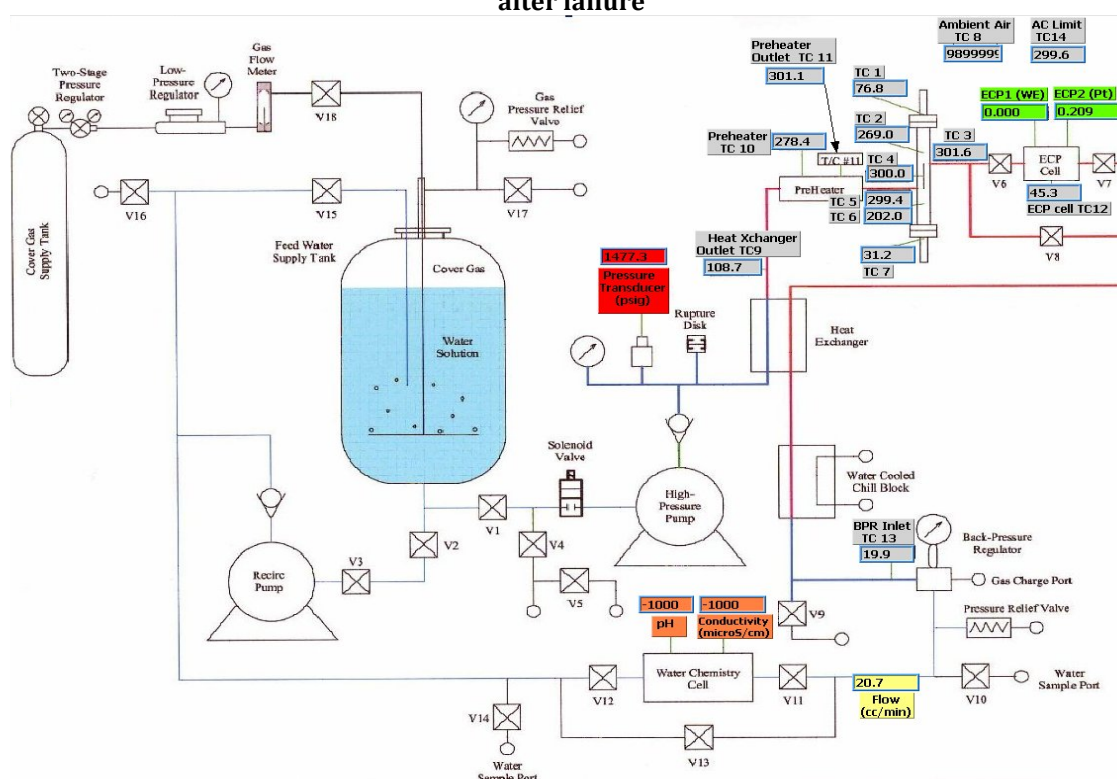 after failure
Ambient Air
TC 8
9899999
AC Limit
TC14
299.6
Preheater
Outlet TC 11
301.1
Gas
Flow
Meter
Low-
Pressure
Regulator
Two-Stage
Pressure
Regulator
V18
Gas
Pressure Relief
Valve
TC 1
76.8
ECP1 (WE)
0.000
ECP2 (Pt)
0.209
TC 2
269.0
TC 3
301.6
Preheater
TC 10
278.4
T/C #11
TC 4
300.0
PreHeater
TC 5
299.4
TC 6
202.0
V6
ECP
Cell
V7
45.3
ECP cell TC12
V16
V15
V17
Cover Gas
Supply Tank
Feed Water
Supply Tank
Cover Gas
Heat Xchanger
Outlet TC9
108.7
31.2
TC 7
V8
1477.3
Pressure
Transducer
(psig)
Rupture
Disk
Heat
Exchanger
Water
Solution
Solenoid
Valve
High-
Pressure
Pump
Water Cooled
Chill Block
V1
V2
V4
V3
V5
Recirc
Pump
BPR Inlet
TC 13
19.9
Back-Pressure
Regulator
Gas Charge Port
Pressure Relief Valve
V9
-1000
pH
-1000
Conductivity
(microS/cm)
Water Chemistry
Cell
V12
V11
20.7
Flow
(cc/min)
V10
Water
Sample Port
V14
V13
Water
Sample Port